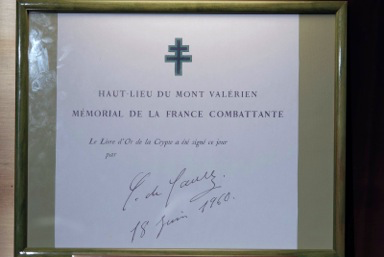 HAUT-LIEU DU MONT VALÉRIEN
MÉMORIAL DE LA FRANCE COMBATTANTE
Le Livre d'Or de la Crypte a été signé ce jour
par
C. de Gaulle
18 Juin 1960.